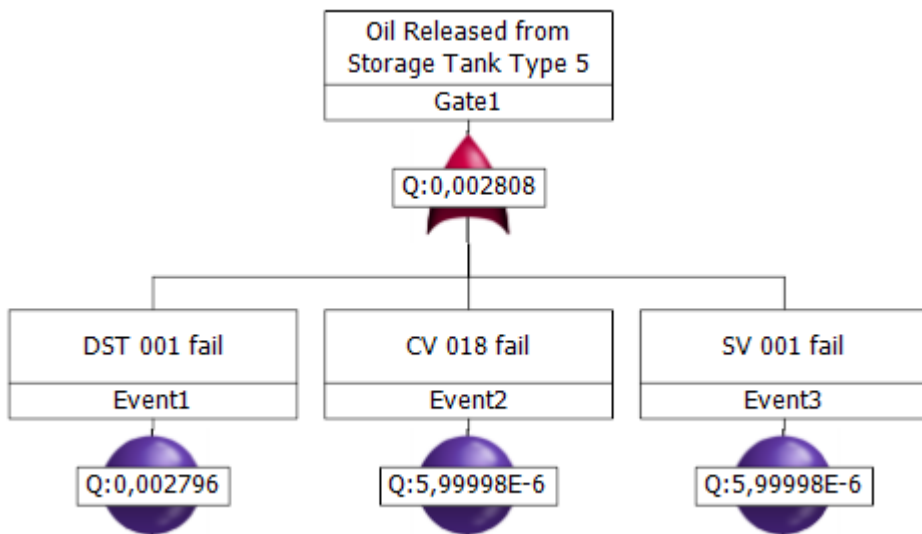 Oil Released from
Storage Tank Type 5
Gate1
Q:0,002808
DST 001 fail
CV 018 fail
SV 001 fail
Event1
Event2
Event3
Q:0,002796
Q:5,99998E-6
Q:5,99998E-6